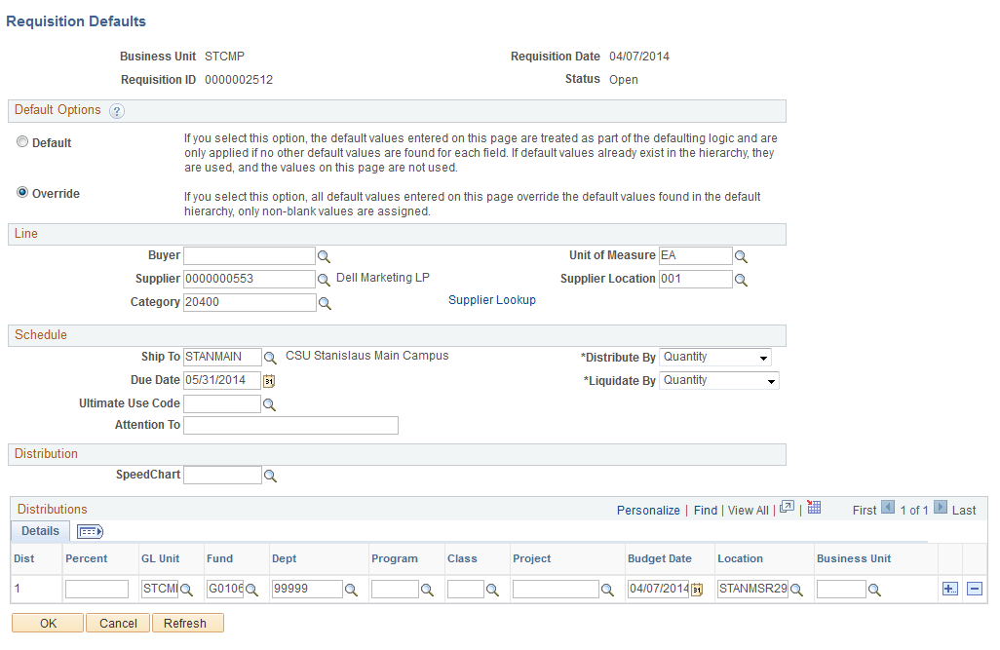 Requisition Defaults
Business Unit STCMP Requisition Date 04/07/2014
Requisition ID 0000002512 Status Open
Default Options ?
Default If you select this option, the default values entered on this page are treated as part of the defaulting logic and are
only applied if no other default values are found for each field. If default values already exist in the hierarchy, they
are used, and the values on this page are not used.
Override If you select this option, all default values entered on this page override the default values found in the default
hierarchy, only non-blank values are assigned.
Line
Buyer Unit of Measure EA
Supplier 0000000553 Dell Marketing LP Supplier Location 001
Category 20400 Supplier Lookup
Schedule
Ship To STANMAIN CSU Stanislaus Main Campus *Distribute By Quantity
Due Date 05/31/2014 31 *Liquidate By Quantity
Ultimate Use Code
Attention To
Distribution
SpeedChart
Distributions Personalize | Find | View All | | First 1 of 1 Last
Details
Dist Percent GL Unit Fund Dept Program Class Project Budget Date Location Business Unit
1 STCM G0106 99999 04/07/2014 31 STANMSR29
OK Cancel Refresh